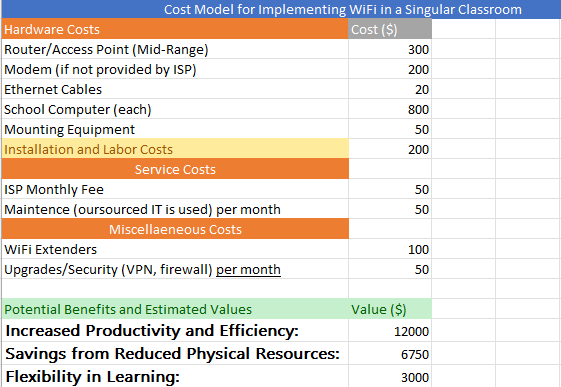 Cost Model for Implementing WiFi in a Singular Classroom
Hardware Costs Cost ($)
Router/Access Point (Mid-Range) 300
Modem (if not provided by ISP) 200
Ethernet Cables 20
School Computer (each) 800
Mounting Equipment 50
Installation and Labor Costs 200
Service Costs
ISP Monthly Fee 50
Maintence (oursourced IT is used) per month 50
Miscellaeneous Costs
WiFi Extenders 100
Upgrades/Security (VPN, firewall) per month 50
Potential Benefits and Estimated Values Value ($)
Increased Productivity and Efficiency: 12000
Savings from Reduced Physical Resources: 6750
Flexibility in Learning: 3000